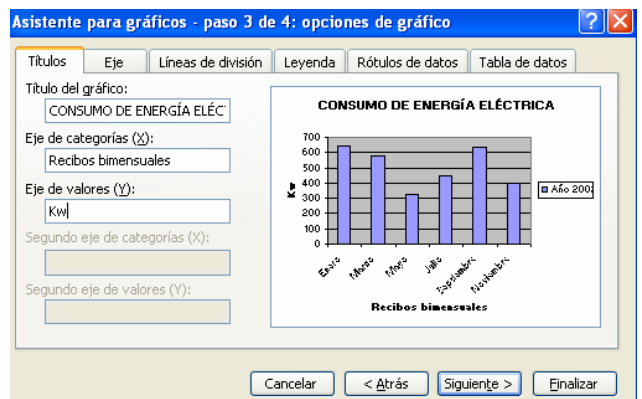 Asistente para gráficos - paso 3 de 4: opciones de gráfico
Títulos Eje Líneas de división Leyenda Rótulos de datos Tabla de datos
Título del gráfico:
CONSUMO DE ENERGÍA ELÉC
Eje de categorías (X):
Recibos bimensuales
Eje de valores (Y):
Kw
Segundo eje de categorías (X):
Segundo eje de valores (Y):
CONSUMO DE ENERGÍA ELÉCTRICA
700
600
500
400
300
200
100
0
Kw
Enero Marzo Mayo Julio Septiembre Noviembre
Recibos bimensuales
Año 200
Cancelar < Atrás Siguiente > Finalizar